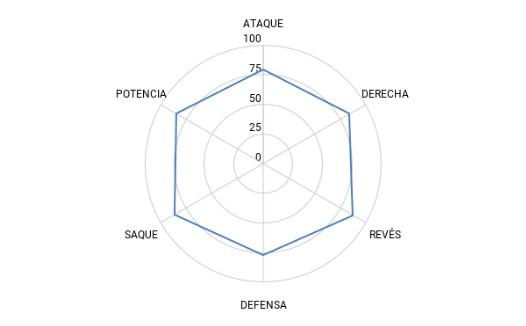 ATAQUE
100
75
50
25
0
POTENCIA
DERECHA
SAQUE
REVÉS
DEFENSA